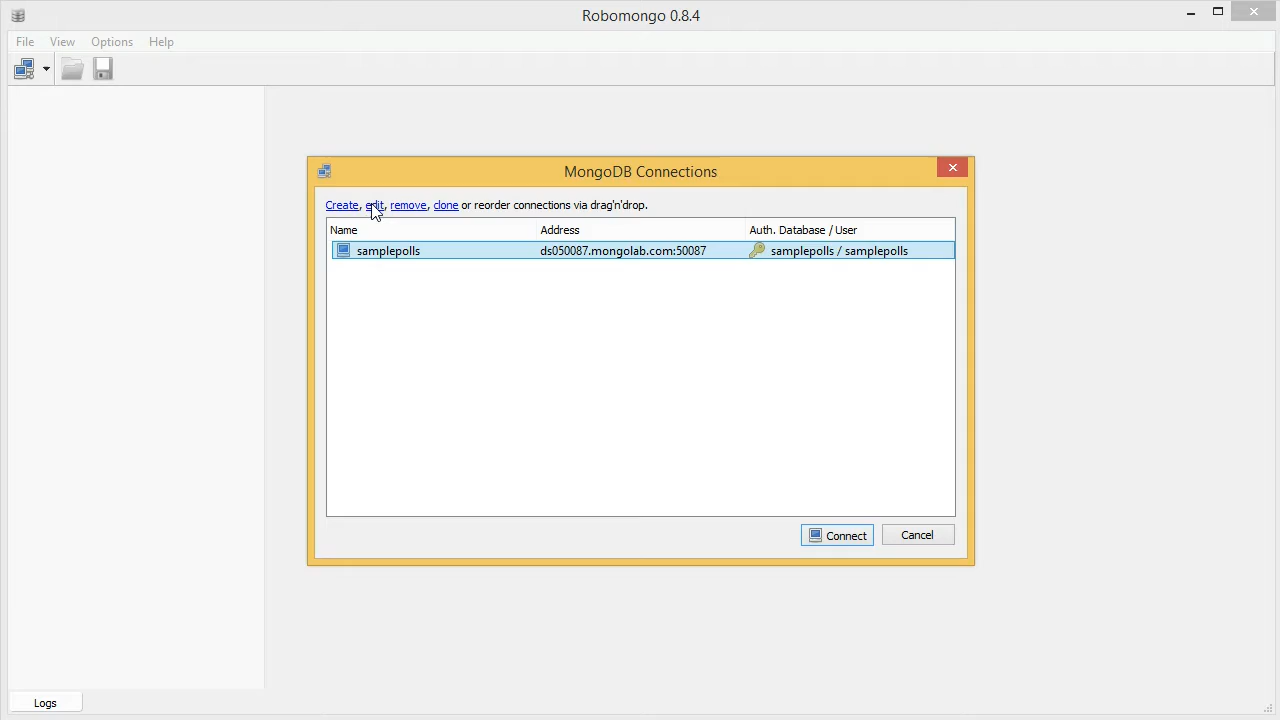 Robomongo 0.8.4
File View Options Help
MongoDB Connections
Create, edit, remove, clone or reorder connections via drag'n'drop.
Name Address Auth. Database / User
samplepolls ds050087.mongolab.com:50087 samplepolls / samplepolls
Connect Cancel
Logs